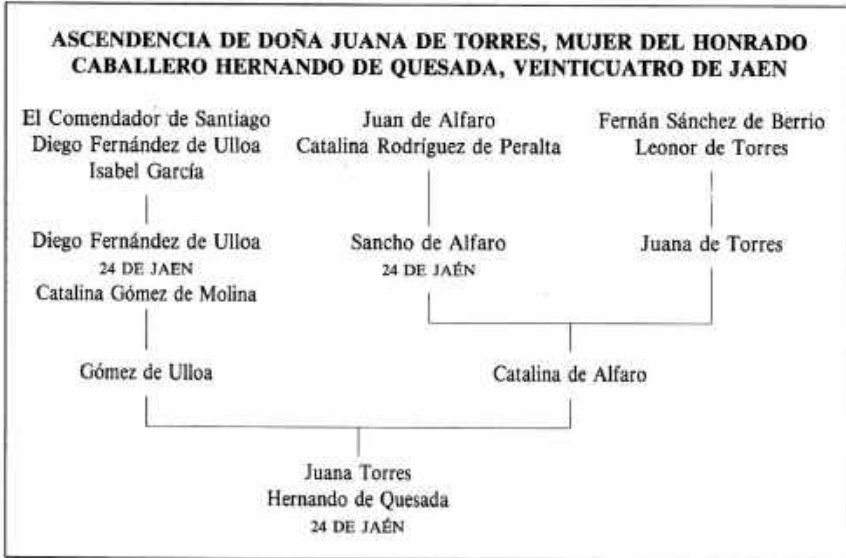 ASCENDENCIA DE DOÑA JUANA DE TORRES, MUJER DEL HONRADO
CABALLERO HERNANDO DE QUESADA, VEINTICUATRO DE JAEN
El Comendador de Santiago
Diego Fernández de Ulloa
Isabel García
Juan de Alfaro
Catalina Rodríguez de Peralta
Fernán Sánchez de Berrio
Leonor de Torres
Diego Fernández de Ulloa
24 DE JAEN
Catalina Gómez de Molina
Sancho de Alfaro
24 DE JAÉN
Juana de Torres
Gómez de Ulloa
Catalina de Alfaro
Juana Torres
Hernando de Quesada
24 DE JAÉN